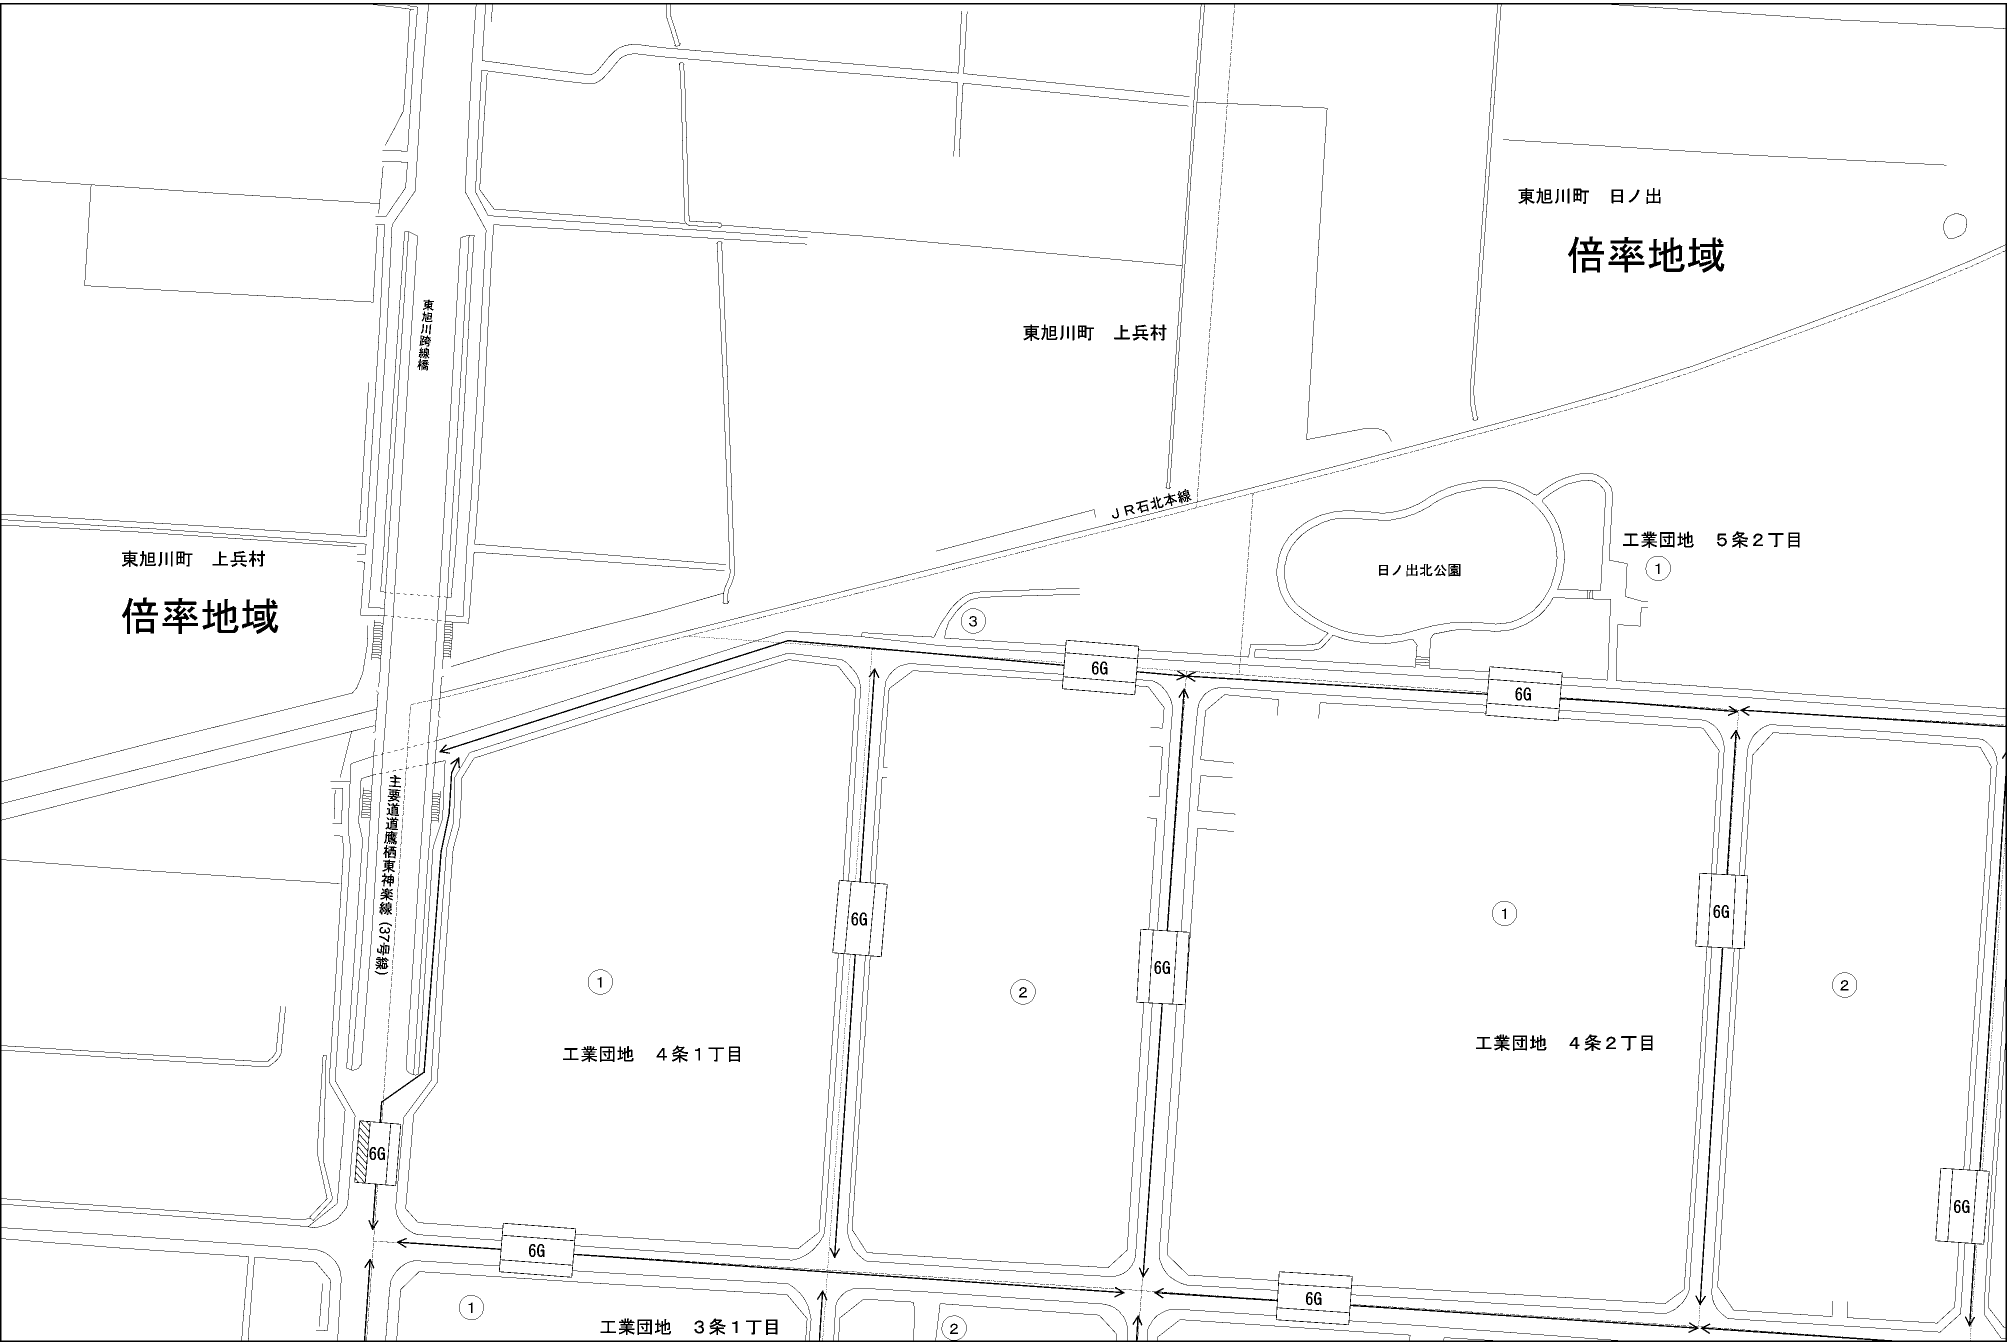 東旭川町　日ノ出
倍率地域
東旭川跨線橋
東旭川町　上兵村
ＪＲ石北本線
工業団地　５条２丁目
1
日ノ出北公園
東旭川町　上兵村
倍率地域
3
6G
6G
主要道道鷹栖東神楽線（37号線）
6G
6G
6G
1
1
2
2
工業団地　４条１丁目
工業団地　４条２丁目
6G
6G
6G
6G
1
工業団地　３条１丁目
2